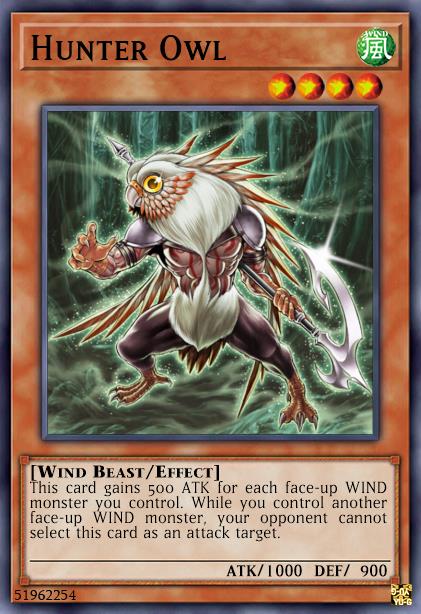 Hunter Owl
WIND
風
[Wind Beast/Effect]
This card gains 500 ATK for each face-up WIND
monster you control. While you control another
face-up WIND monster, your opponent cannot
select this card as an attack target.
ATK/1000 DEF/ 900
51962254